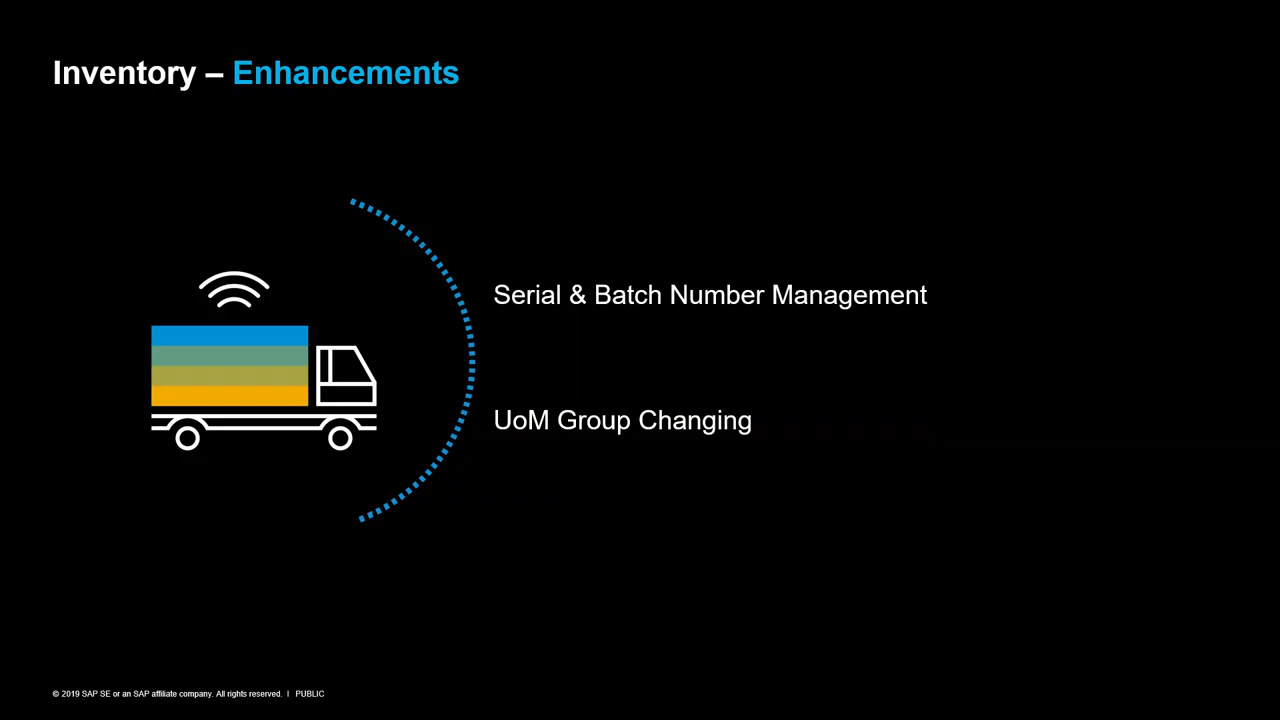 Inventory – Enhancements
Serial & Batch Number Management
UoM Group Changing
© 2019 SAP SE or an SAP affiliate company. All rights reserved. I PUBLIC